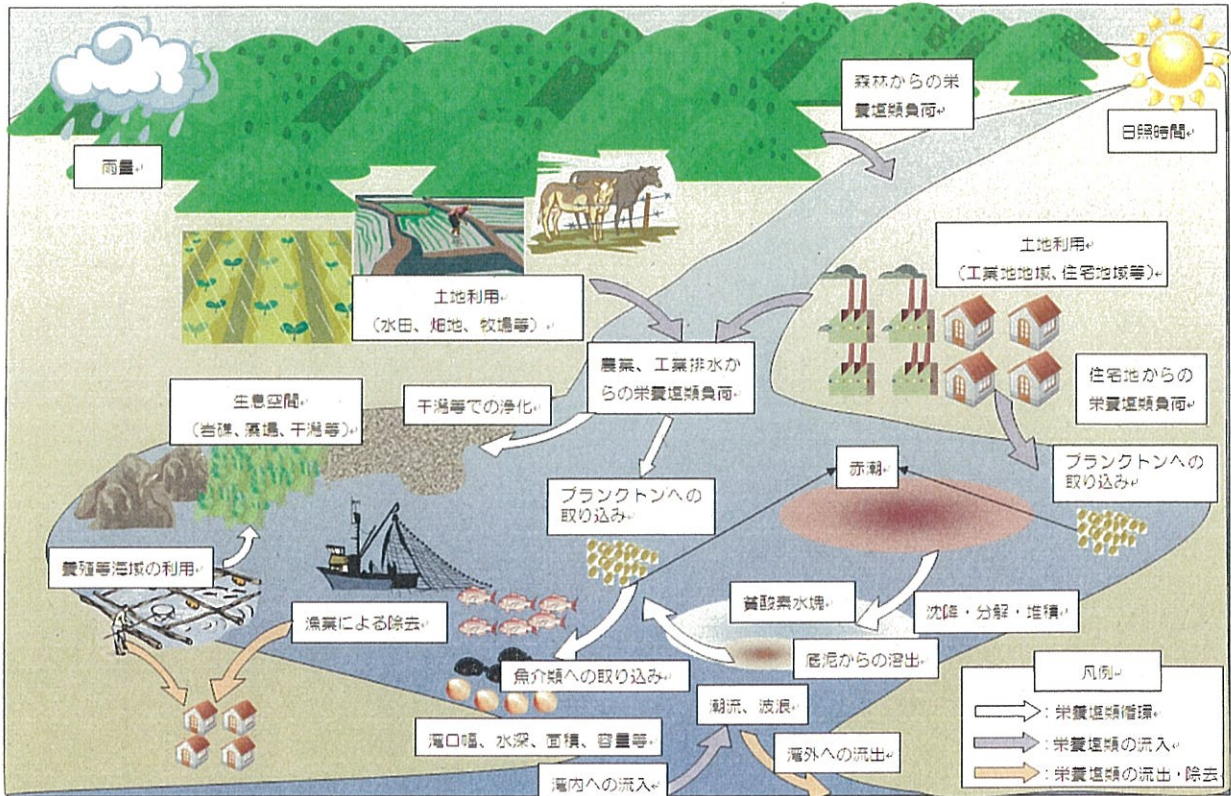 森林からの栄
養塩類負荷
日照時間
雨量
土地利用
(工業地地域、住宅地域等)
土地利用
(水田、畑地、牧場等)
農業、工業排水か
らの栄養塩類負荷
住宅地からの
栄養塩類負荷
生息空間
(岩礁、藻場、干潟等)
干潟等での浄化
赤潮
プランクトンへの
取り込み
プランクトンへの
取り込み
養殖等海域の利用
貧酸素水塊
沈降・分解・堆積
漁業による除去
底泥からの溶出
魚介類への取り込み
凡例
潮流、波浪
:栄養塩類循環
湾口幅、水深、面積、容量等
湾外への流出
:栄養塩類の流入
湾内への流入
:栄養塩類の流出・除去